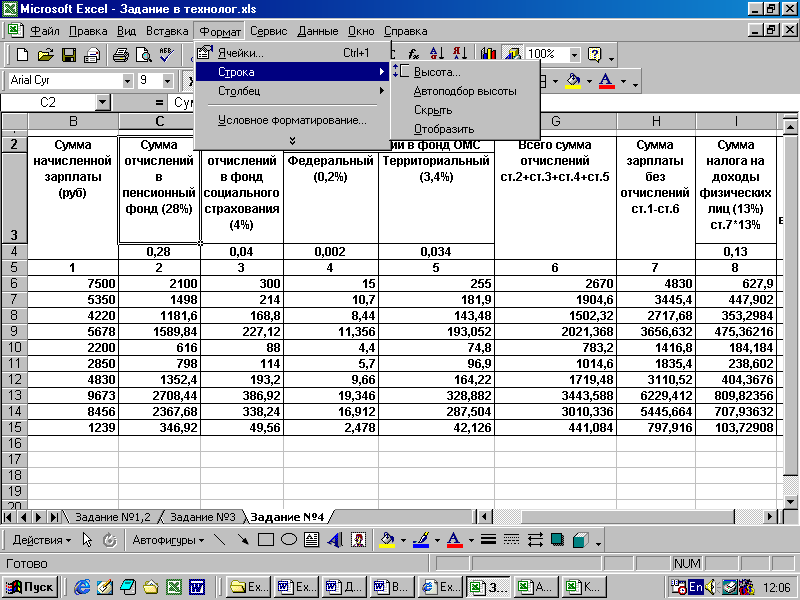 Microsoft Excel - Задание в технолог.xls
Файл Правка Вид Вставка Формат Сервис Данные Окно Справка
Ячейки... Ctrl+1
100%
Строка
Столбец
Условное форматирование...
Высота...
Автоподбор высоты
Скрыть
Отобразить
Arial Cyr 9
C2 =
B C G H I
2 Сумма начисленной зарплаты (руб) Сумма отчислений в пенсионный фонд (28%) отчислений в фонд социального страхования (4%) ии в фонд ОМС Всего сумма отчислений ст.2+ст.3+ст.4+ст.5 Сумма зарплаты без отчислений ст.1-ст.6 Сумма налога на доходы физических лиц (13%) ст.7*13%
3 Федеральный (0,2%) Территориальный (3,4%)
4 0,28 0,04 0,002 0,034 0,13
5 1 2 3 4 5 6 7 8
6 7500 2100 300 15 255 2670 4830 627,9
7 5350 1498 214 10,7 181,9 1904,6 3445,4 447,902
8 4220 1181,6 168,8 8,44 143,48 1502,32 2717,68 353,2984
9 5678 1589,84 227,12 11,356 193,052 2021,368 3656,632 475,36216
10 2200 616 88 4,4 74,8 783,2 1416,8 184,184
11 2850 798 114 5,7 96,9 1014,6 1835,4 238,602
12 4830 1352,4 193,2 9,66 164,22 1719,48 3110,52 404,3676
13 9673 2708,44 386,92 19,346 328,882 3443,588 6229,412 809,82356
14 8456 2367,68 338,24 16,912 287,504 3010,336 5445,664 707,93632
15 1239 346,92 49,56 2,478 42,126 441,084 797,916 103,72908
16
17
18
19
20
Задание №1,2 Задание №3 Задание №4
Действия Автофигуры
Готово NUM
Пуск Ex... Ex... Д... В... Ex... З... A... К... En 12:06